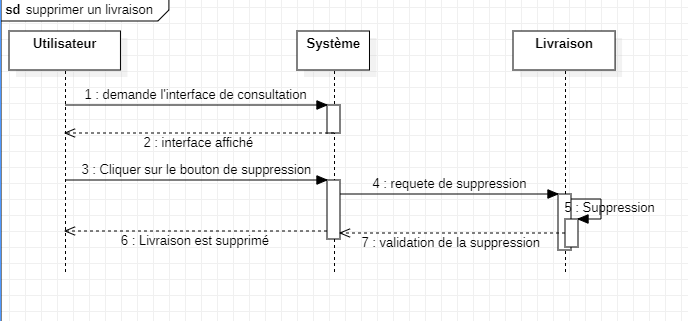 sd supprimer un livraison
Utilisateur
Système
Livraison
1 : demande l'interface de consultation
2 : interface affiché
3 : Cliquer sur le bouton de suppression
4 : requete de suppression
5 : Suppression
6 : Livraison est supprimé
7 : validation de la suppression